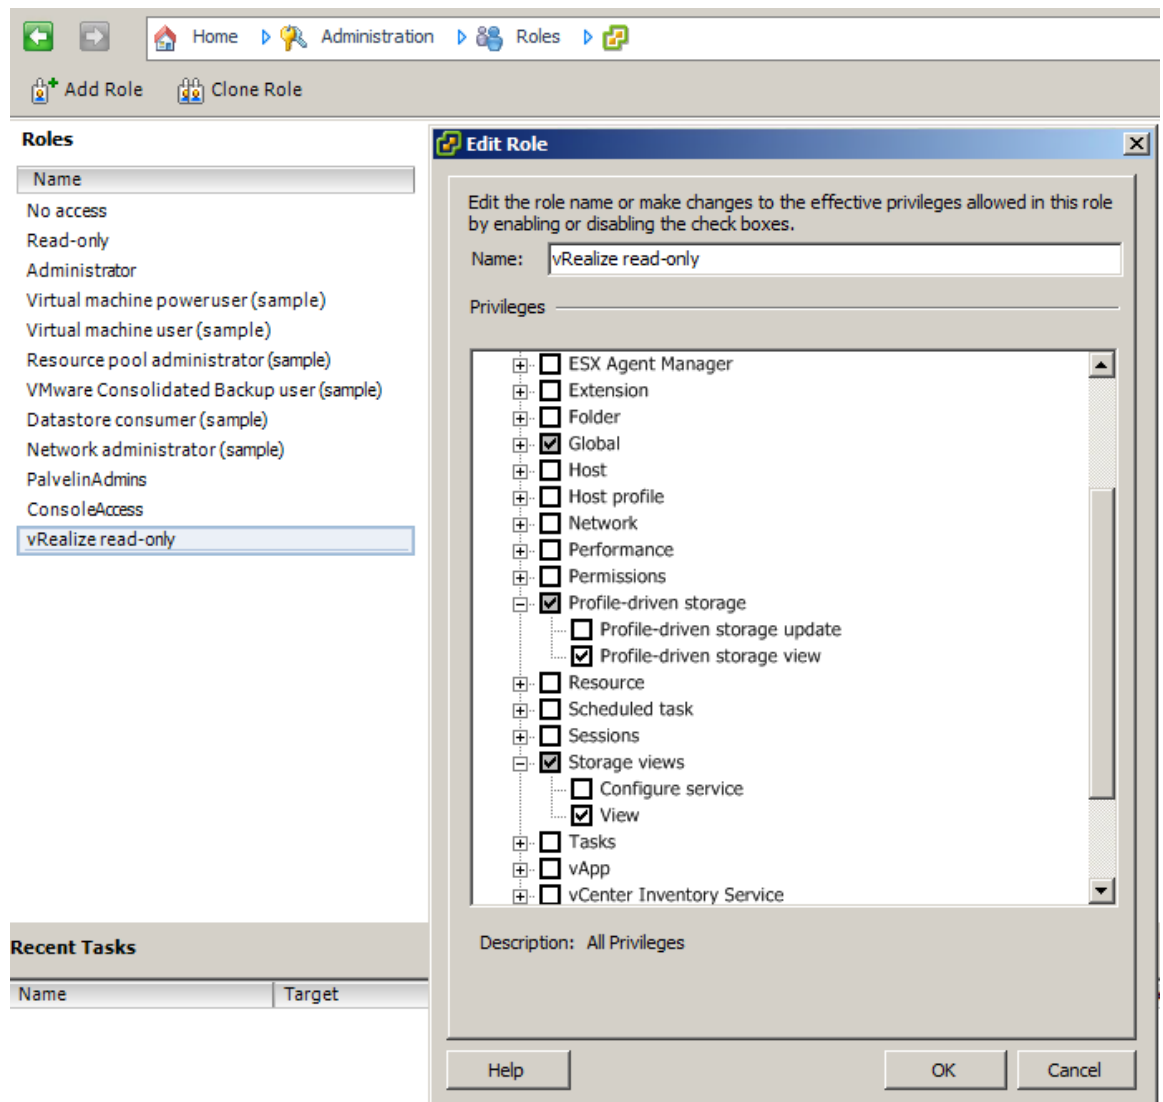 Home Administration Roles
Add Role Clone Role
Roles
Name
No access
Read-only
Administrator
Virtual machine power user (sample)
Virtual machine user (sample)
Resource pool administrator (sample)
VMware Consolidated Backup user (sample)
Datastore consumer (sample)
Network administrator (sample)
PalvelinAdmins
ConsoleAccess
vRealize read-only
Edit Role
Edit the role name or make changes to the effective privileges allowed in this role
by enabling or disabling the check boxes.
Name: vRealize read-only
Privileges
ESX Agent Manager
Extension
Folder
Global
Host
Host profile
Network
Performance
Permissions
Profile-driven storage
Profile-driven storage update
Profile-driven storage view
Resource
Scheduled task
Sessions
Storage views
Configure service
View
Tasks
vApp
vCenter Inventory Service
Description: All Privileges
Help OK Cancel
Recent Tasks
Name Target